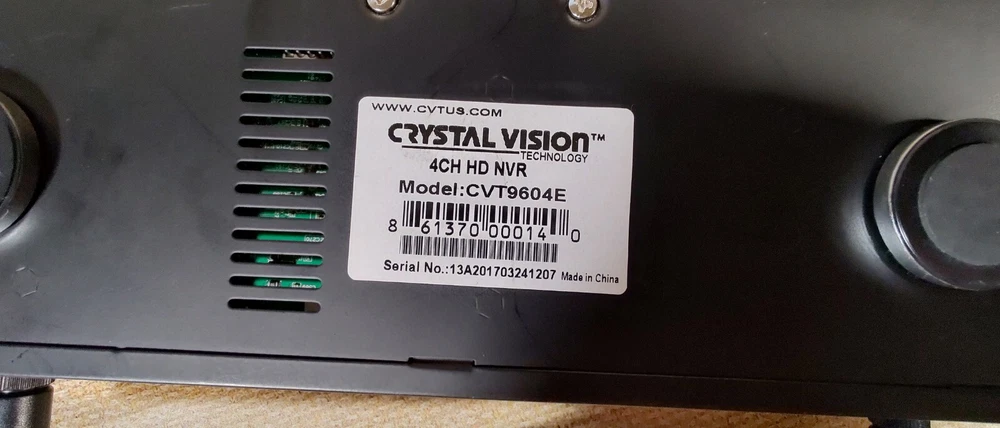 WWW.CVTUS.COM
CRYSTAL VISION™
TECHNOLOGY
4CH HD NVR
Model:CVT9604E
8 61370 00014 0
Serial No.:13A201703241207 Made in China